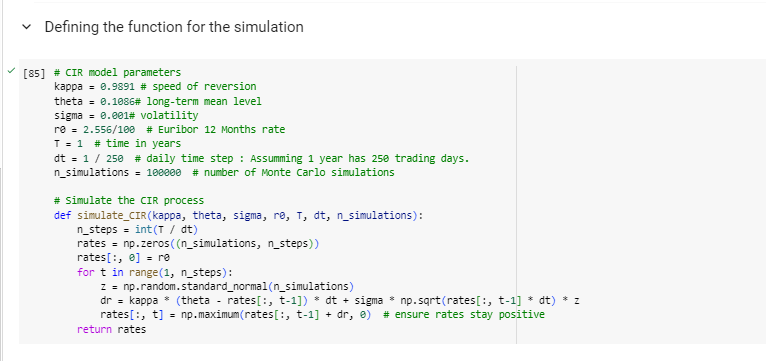 Defining the function for the simulation
[85] # CIR model parameters
kappa = 0.9891 # speed of reversion
theta = 0.1086# long-term mean level
sigma = 0.001# volatility
r0 = 2.556/100  # Euribor 12 Months rate
T = 1  # time in years
dt = 1 / 250  # daily time step : Assumming 1 year has 250 trading days.
n_simulations = 100000  # number of Monte Carlo simulations
# Simulate the CIR process
def simulate_CIR(kappa, theta, sigma, r0, T, dt, n_simulations):
    n_steps = int(T / dt)
    rates = np.zeros((n_simulations, n_steps))
    rates[:, 0] = r0
    for t in range(1, n_steps):
        z = np.random.standard_normal(n_simulations)
        dr = kappa * (theta - rates[:, t-1]) * dt + sigma * np.sqrt(rates[:, t-1] * dt) * z
        rates[:, t] = np.maximum(rates[:, t-1] + dr, 0)  # ensure rates stay positive
    return rates